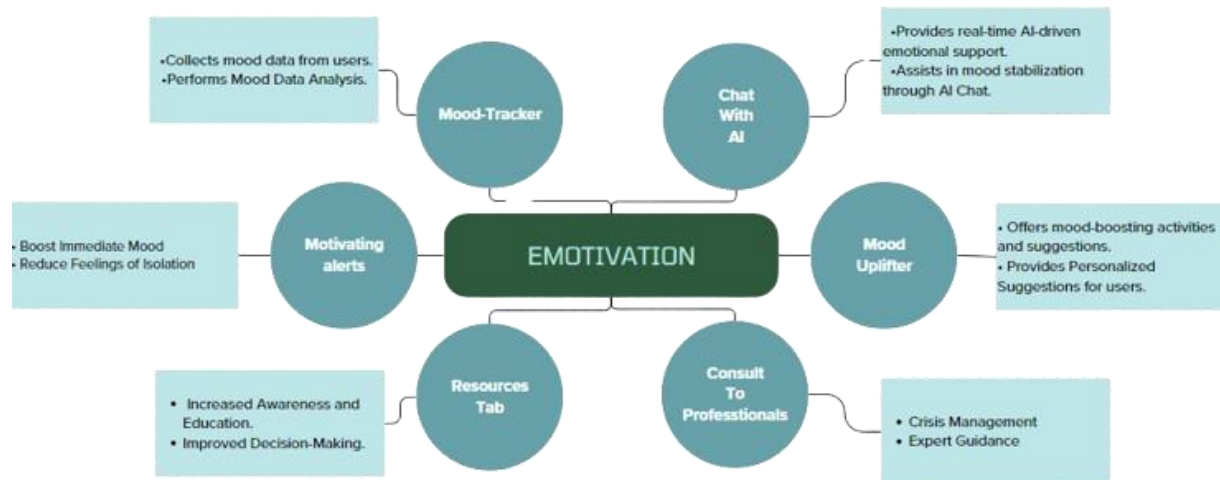 •Collects mood data from users.
•Performs Mood Data Analysis.
Mood-Tracker
Chat
With
AI
•Provides real-time AI-driven
emotional support.
•Assists in mood stabilization
through AI Chat.
• Boost Immediate Mood
• Reduce Feelings of Isolation
Motivating
alerts
EMOTIVATION
Mood
Uplifter
• Offers mood-boosting activities
and suggestions.
• Provides Personalized
Suggestions for users.
• Increased Awareness and
Education.
• Improved Decision-Making.
Resources
Tab
Consult
To
Professtionals
• Crisis Management
• Expert Guidance